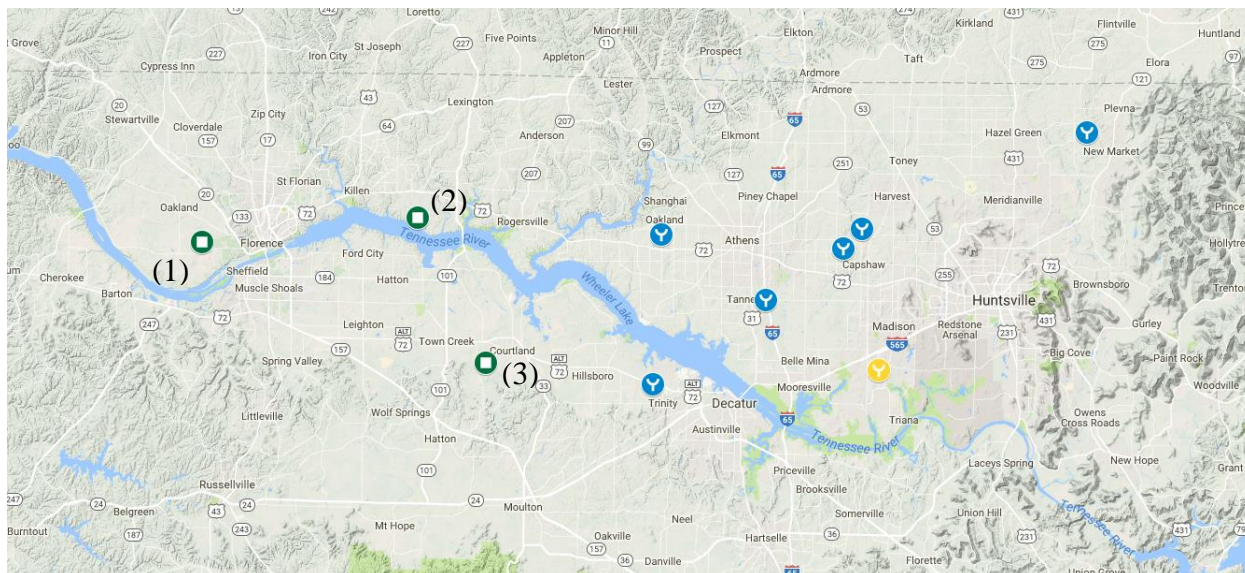 Loretto
Kirkland
Flintville
Huntland
St Joseph
Five Points
Minor Hill
Elkton
Grove
Iron City
Appleton
Prospect
Taft
Elora
Cypress Inn
Lester
Ardmore
Ardmore
Lexington
Stewartville
Zip City
Cloverdale
Anderson
Elkmont
Toney
Hazel Green
Plevna
New Market
St Florian
Killen
Piney Chapel
Harvest
Meridianville
Oakland
(2)
Rogersville
Shanghai
Oakland
Athens
Capshaw
Florence
Tennessee River
Ford City
(1)
Sheffield
Muscle Shoals
Hatton
Cherokee
Barton
Wheeler Lake
Huntsville
Brownsboro
Leighton
Madison
Redstone
Arsenal
Gurley
Town Creek
Courtland
Spring Valley
(3)
Hillsboro
Belle Mina
Big Cove
Paint Rock
Mooresville
Woodville
Trinity
Decatur
Littleville
Wolf Springs
Triana
Owens
Cross Roads
Hatton
Austinville
Tennessee River
Priceville
Laceys Spring
New Hope
Grant
Russellville
Brooksville
Belgreen
Moulton
Somerville
Union Hill
Burntout
Mt Hope
Neel
Oakville
Hartselle
Tennessee River
Danville
Florette
Union Grove